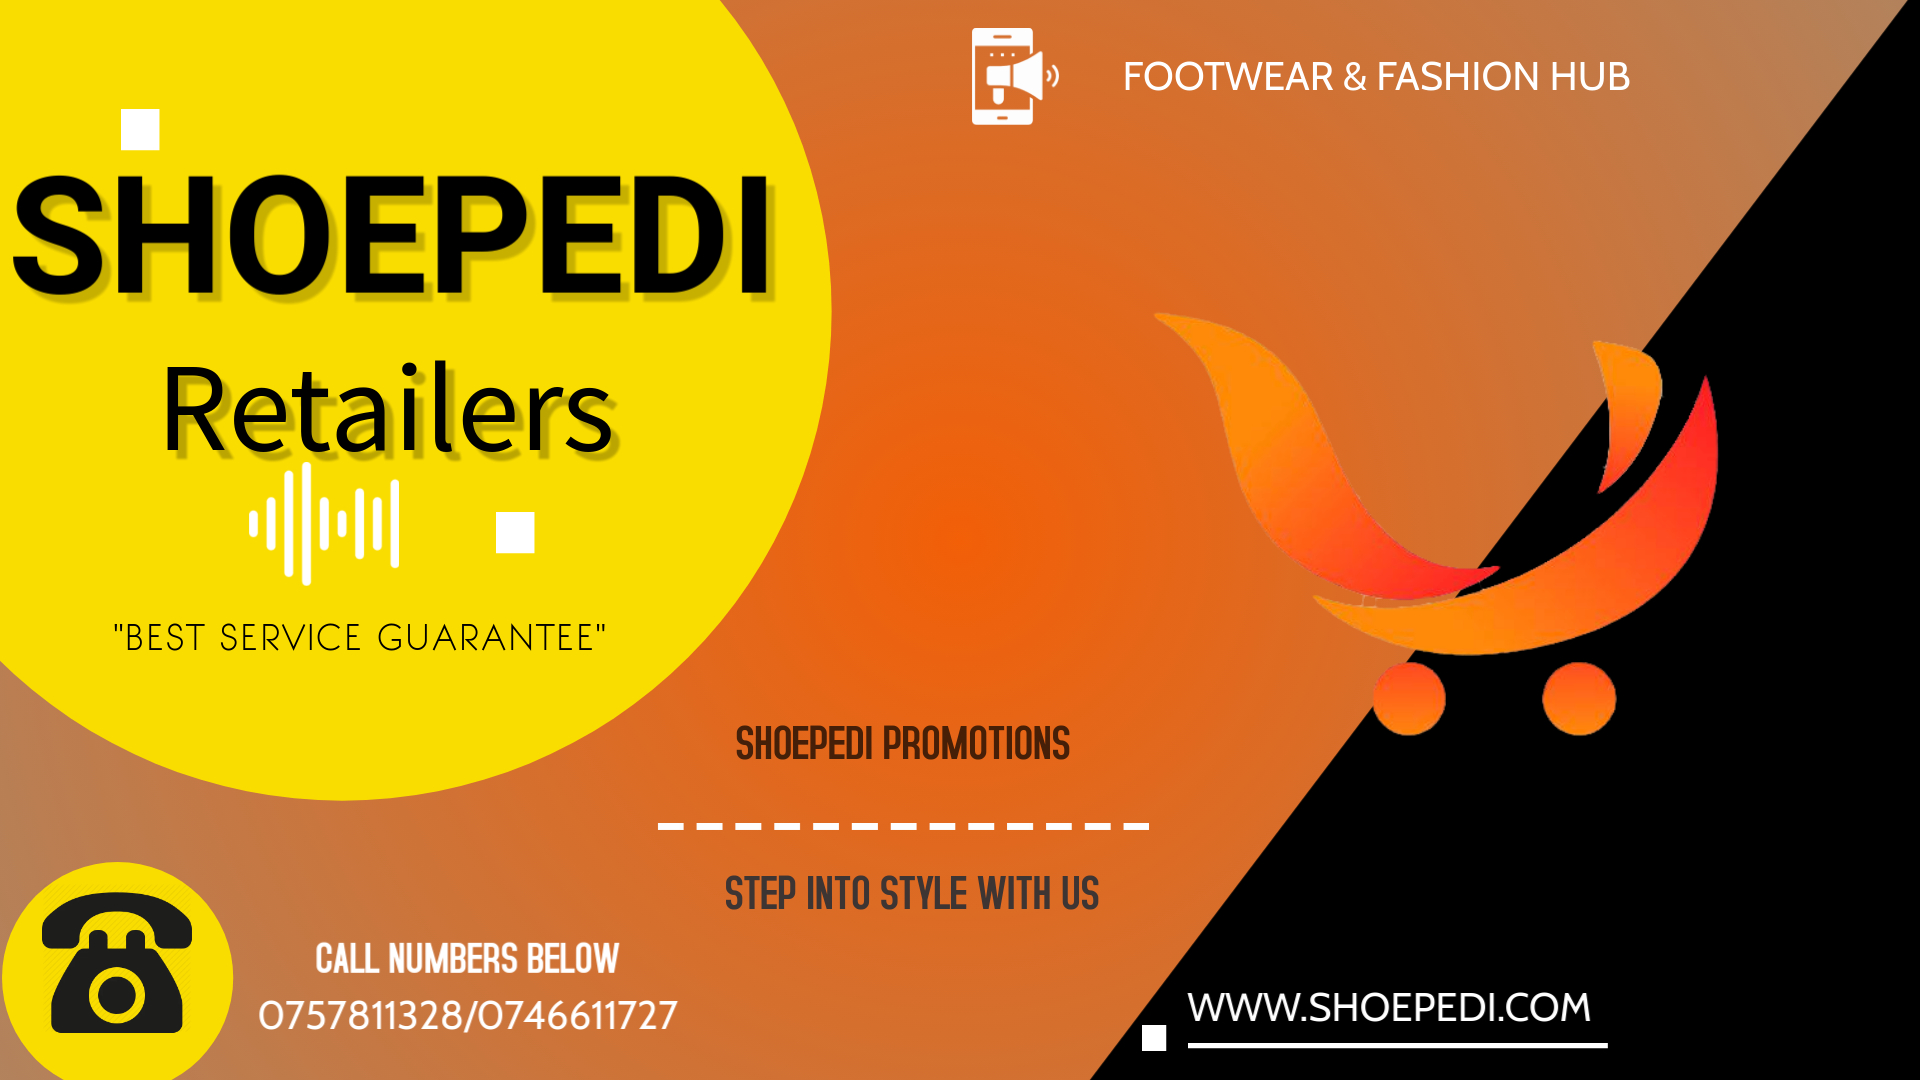 FOOTWEAR & FASHION HUB
SHOEPEDI
Retailers
"BEST SERVICE GUARANTEE"
SHOEPEDI PROMOTIONS
STEP INTO STYLE WITH US
CALL NUMBERS BELOW
0757811328/0746611727
WWW.SHOEPEDI.COM